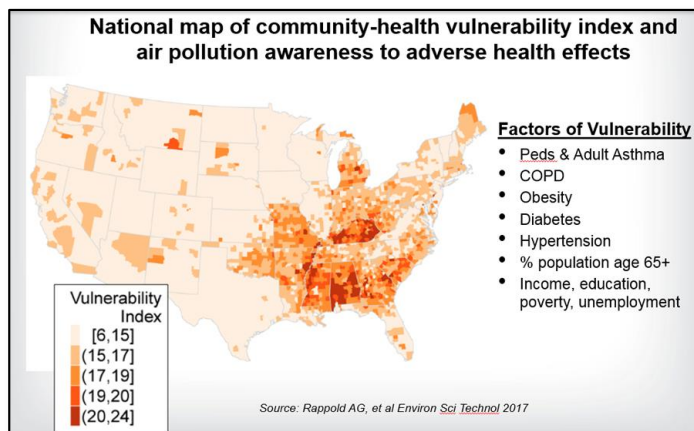 National map of community-health vulnerability index and
air pollution awareness to adverse health effects
Factors of Vulnerability
• Peds & Adult Asthma
• COPD
• Obesity
• Diabetes
• Hypertension
• % population age 65+
• Income, education,
poverty, unemployment
Vulnerability
Index
[6,15]
(15,17]
(17,19]
(19,20]
(20,24]
Source: Rappold AG, et al Environ Sci Technol 2017